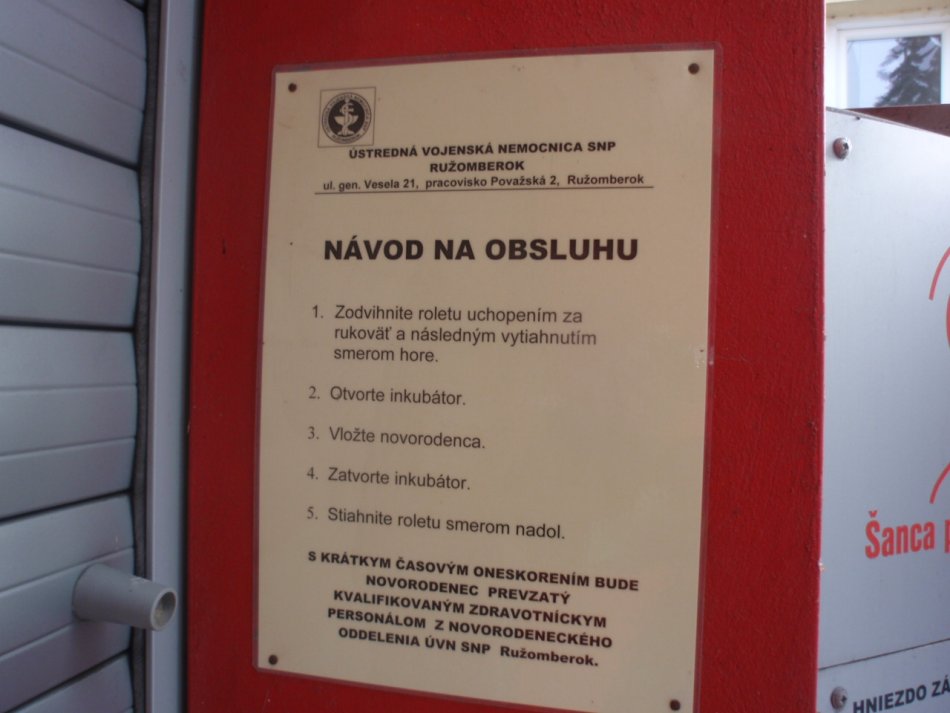 ÚSTREDNÁ VOJENSKÁ NEMOCNICA SNP
RUŽOMBEROK
ul. gen. Vesela 21, pracovisko Považská 2, Ružomberok
NÁVOD NA OBSLUHU
1. Zodvihnite roletu uchopením za
rukoväť a následným vytiahnutím
smerom hore.
2. Otvorte inkubátor.
3. Vložte novorodenca.
4. Zatvorte inkubátor.
5. Stiahnite roletu smerom nadol.
S KRÁTKYM ČASOVÝM ONESKORENÍM BUDE
NOVORODENEC PREVZATÝ
KVALIFIKOVANÝM ZDRAVOTNÍCKYM
PERSONÁLOM Z NOVORODENECKÉHO
ODDELENIA ÚVN SNP Ružomberok.
Šanca
HNIEZDO